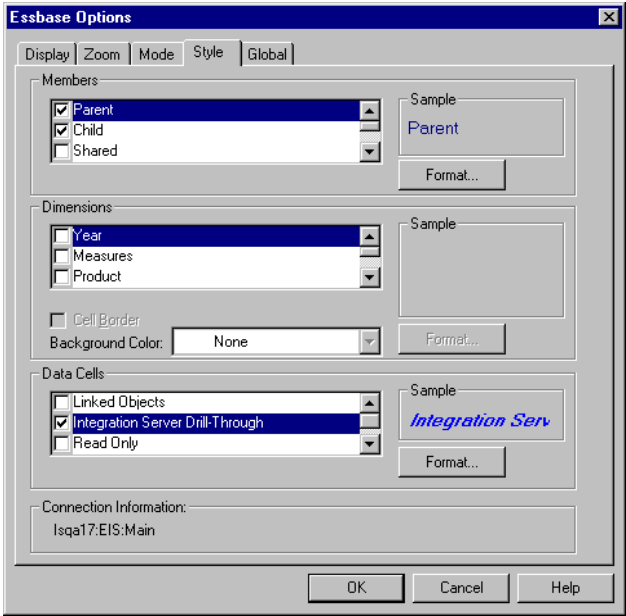 Essbase Options
Display Zoom Mode Style Global
Members
Parent
Child
Shared
Sample
Parent
Format...
Dimensions
Year
Measures
Product
Sample
Cell Border
Background Color: None
Format...
Data Cells
Linked Objects
Integration Server Drill-Through
Read Only
Sample
Integration Serv
Format...
Connection Information:
lsqa17:EIS:Main
OK Cancel Help